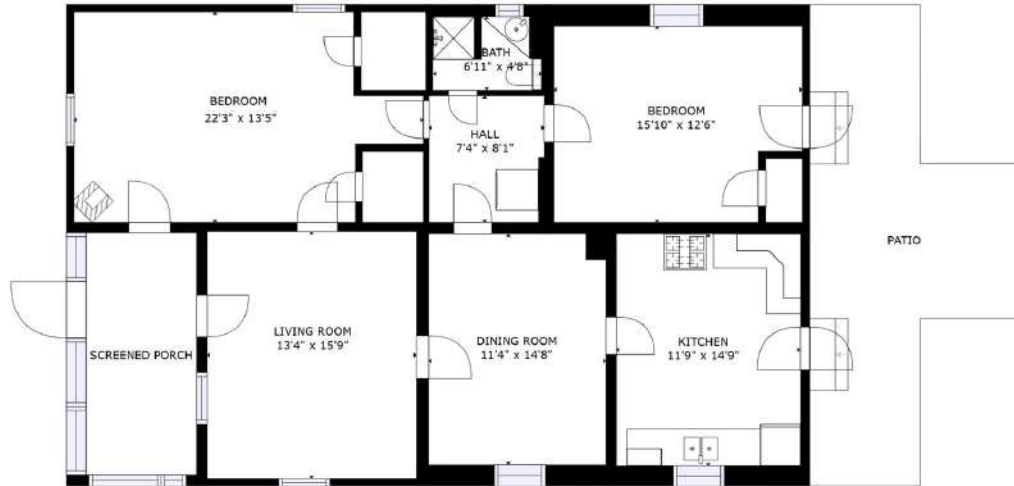 BATH
6'11" x 4'8"
BEDROOM
22'3" x 13'5"
BEDROOM
15'10" x 12'6"
HALL
7'4" x 8'1"
PATIO
LIVING ROOM
13'4" x 15'9"
DINING ROOM
11'4" x 14'8"
KITCHEN
11'9" x 14'9"
SCREENED PORCH